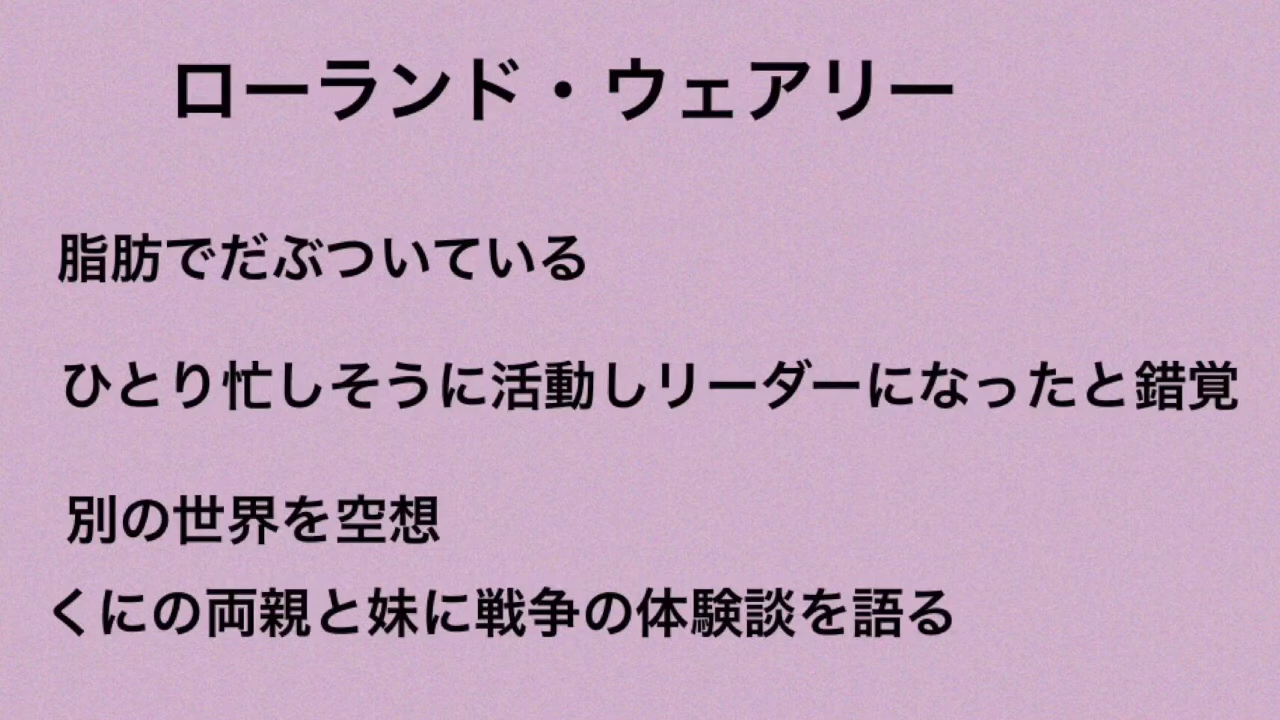 ローランド・ウェアリー
脂肪でだぶついている
ひとり忙しそうに活動しリーダーになったと錯覚
別の世界を空想
くにの両親と妹に戦争の体験談を語る